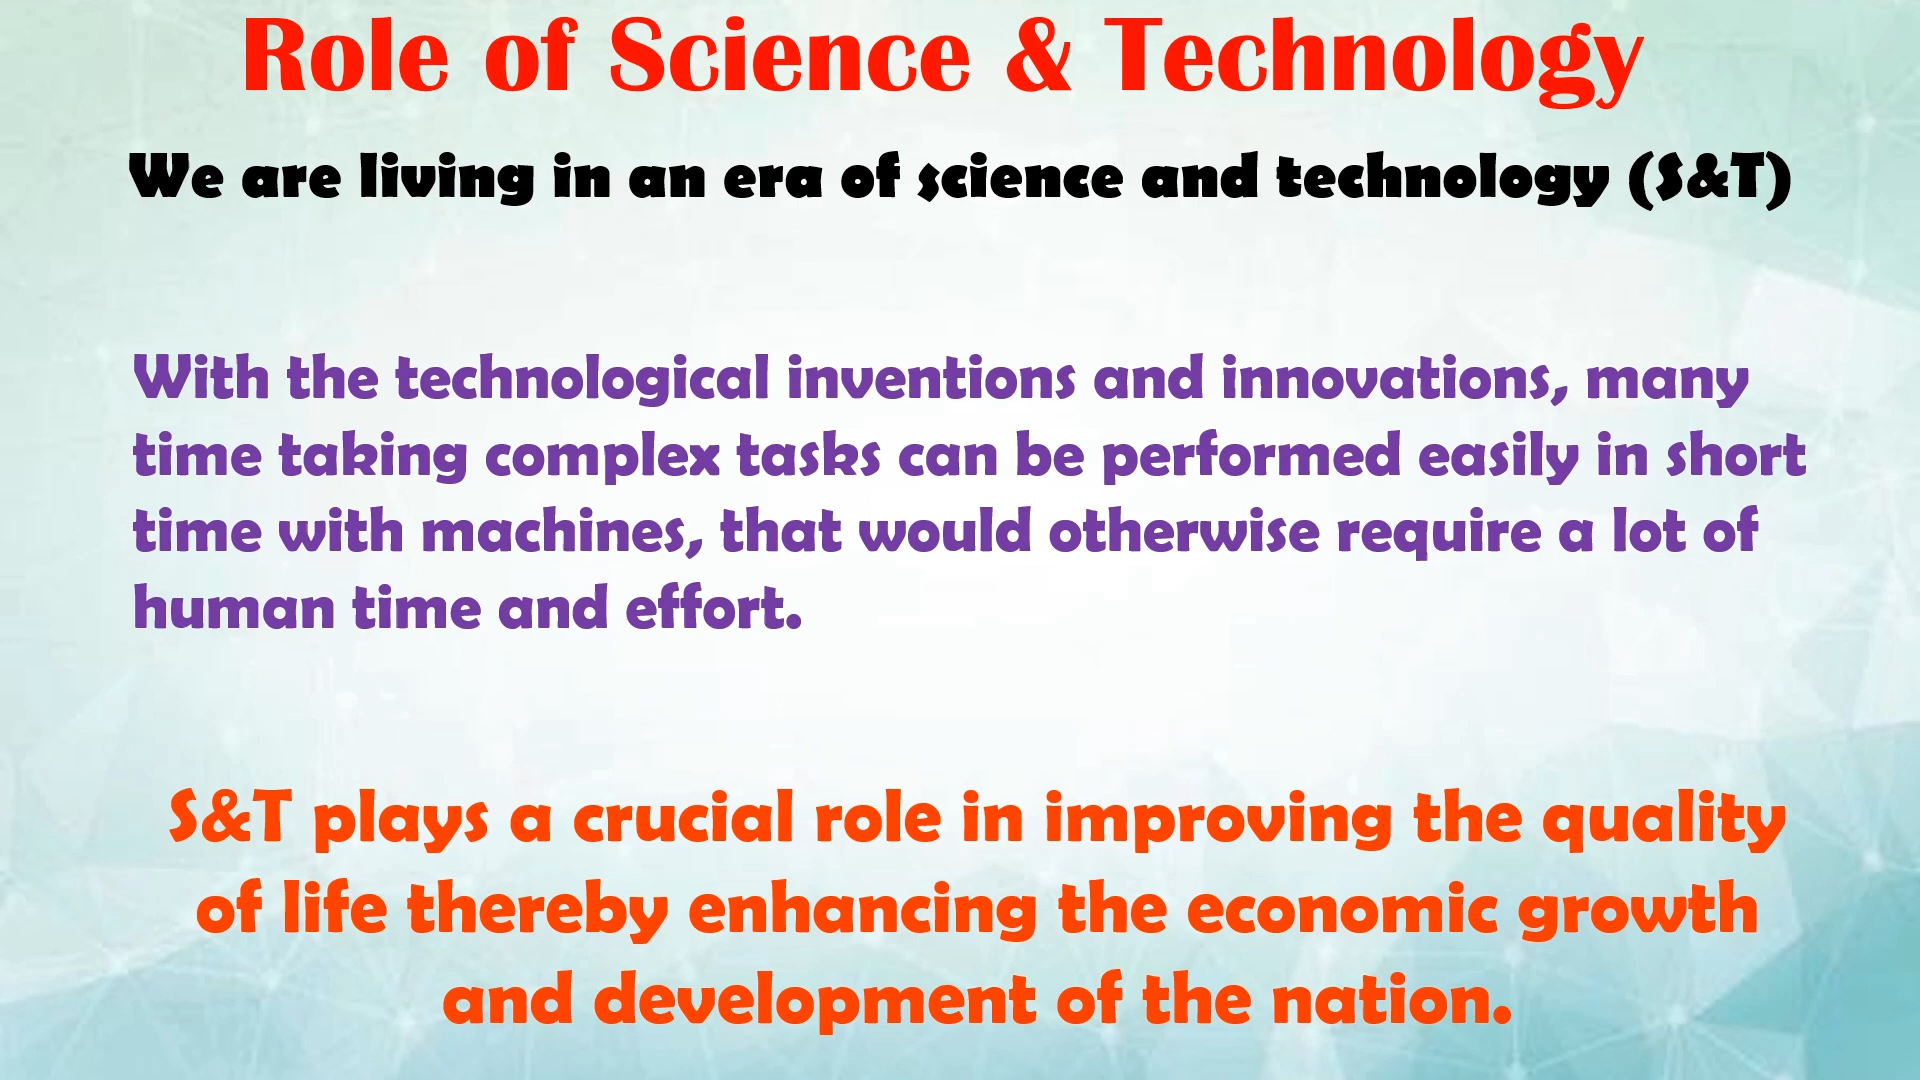 Role of Science & Technology
We are living in an era of science and technology (S&T)
With the technological inventions and innovations, many
time taking complex tasks can be performed easily in short
time with machines, that would otherwise require a lot of
human time and effort.
S&T plays a crucial role in improving the quality
of life thereby enhancing the economic growth
and development of the nation.